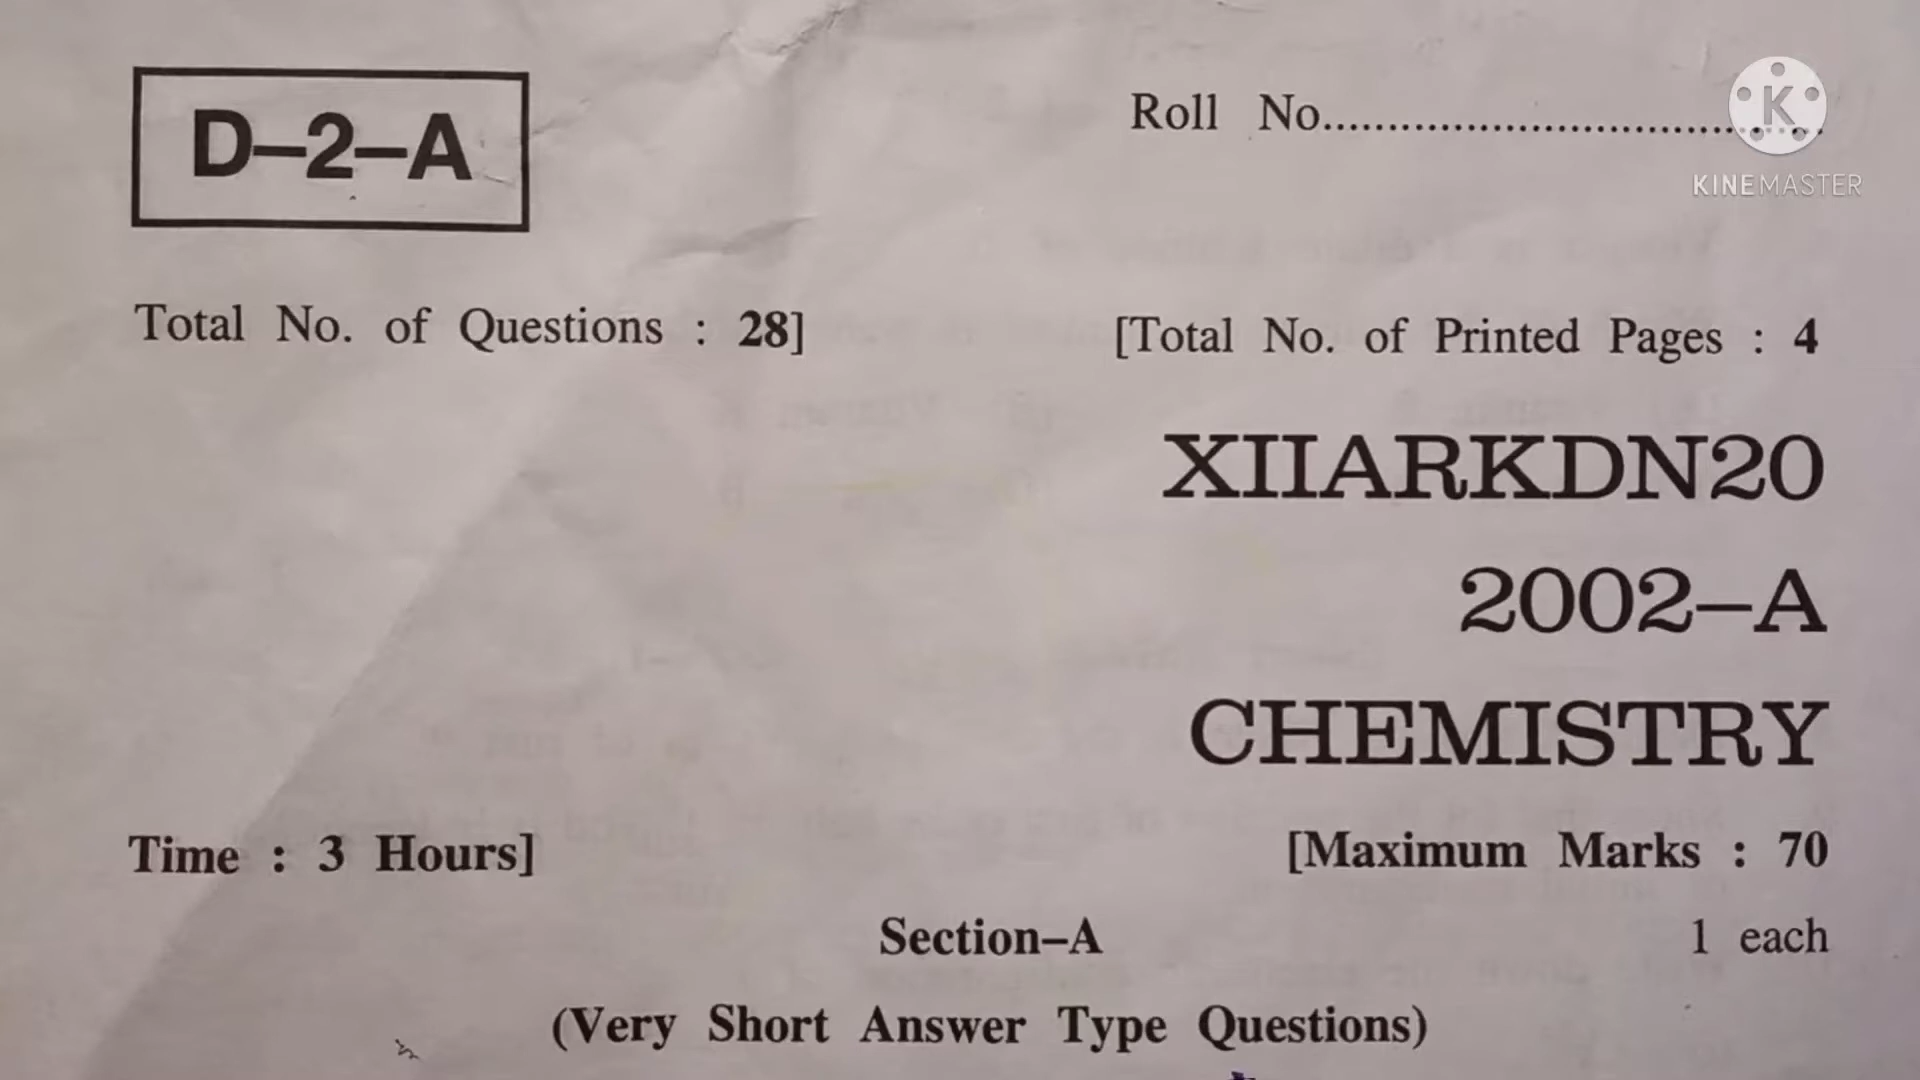 D–2–A
Roll No....................................
K
KINEMASTER
Total No. of Questions : 28]
[Total No. of Printed Pages : 4
XIIARKDN20
2002–A
CHEMISTRY
Time : 3 Hours]
[Maximum Marks : 70
Section–A
1 each
(Very Short Answer Type Questions)